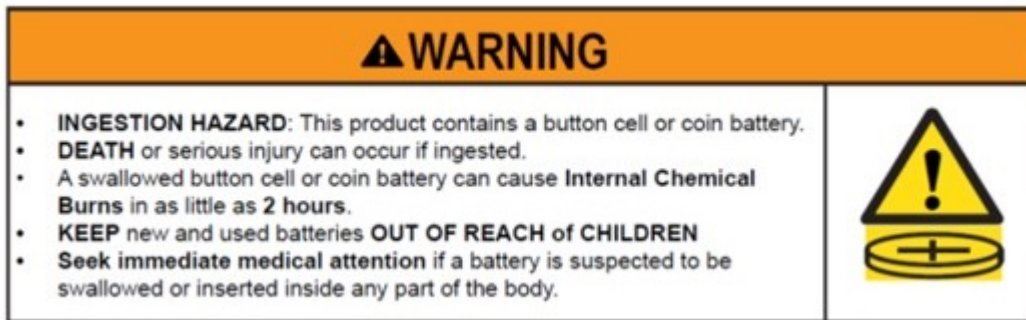 WARNING
• INGESTION HAZARD: This product contains a button cell or coin battery.
• DEATH or serious injury can occur if ingested.
• A swallowed button cell or coin battery can cause Internal Chemical
Burns in as little as 2 hours.
• KEEP new and used batteries OUT OF REACH of CHILDREN
• Seek immediate medical attention if a battery is suspected to be
swallowed or inserted inside any part of the body.